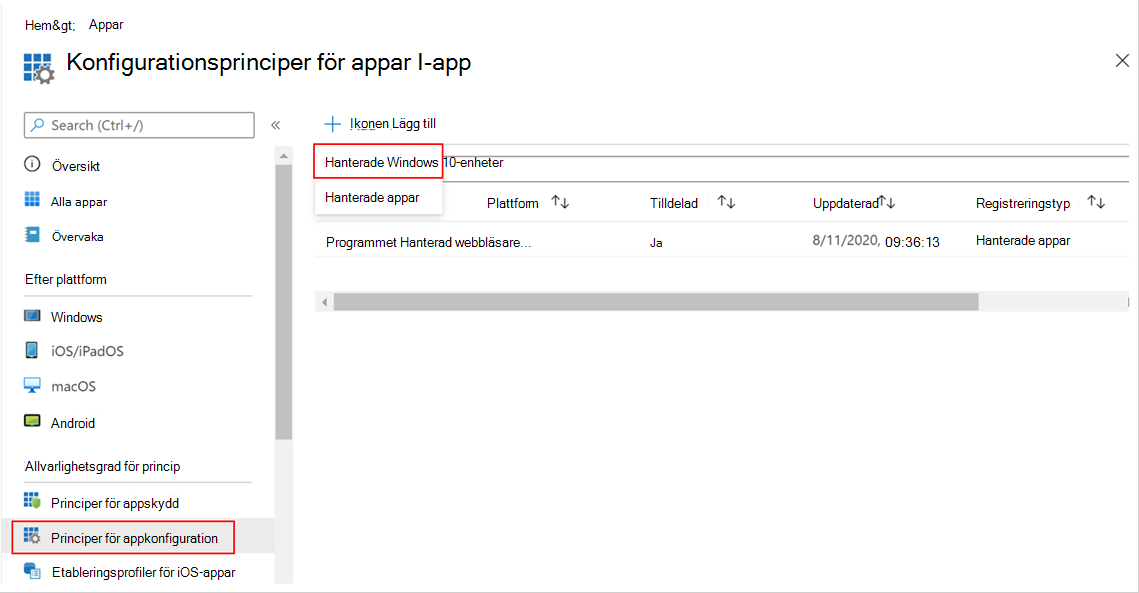 Hem&gt; Appar
Konfigurationsprinciper för appar I-app
Search (Ctrl+/)
Översikt
Alla appar
Övervaka
Efter plattform
Windows
iOS/iPadOS
macOS
Android
Allvarlighetsgrad för princip
Principer för appskydd
Principer för appkonfiguration
Etableringsprofiler för iOS-appar
Ikonen Lägg till
Hanterade Windows 10-enheter
Hanterade appar
Plattform Tilldelad Uppdaterad Registreringstyp
Programmet Hanterad webbläsare... Ja 8/11/2020, 09:36:13 Hanterade appar